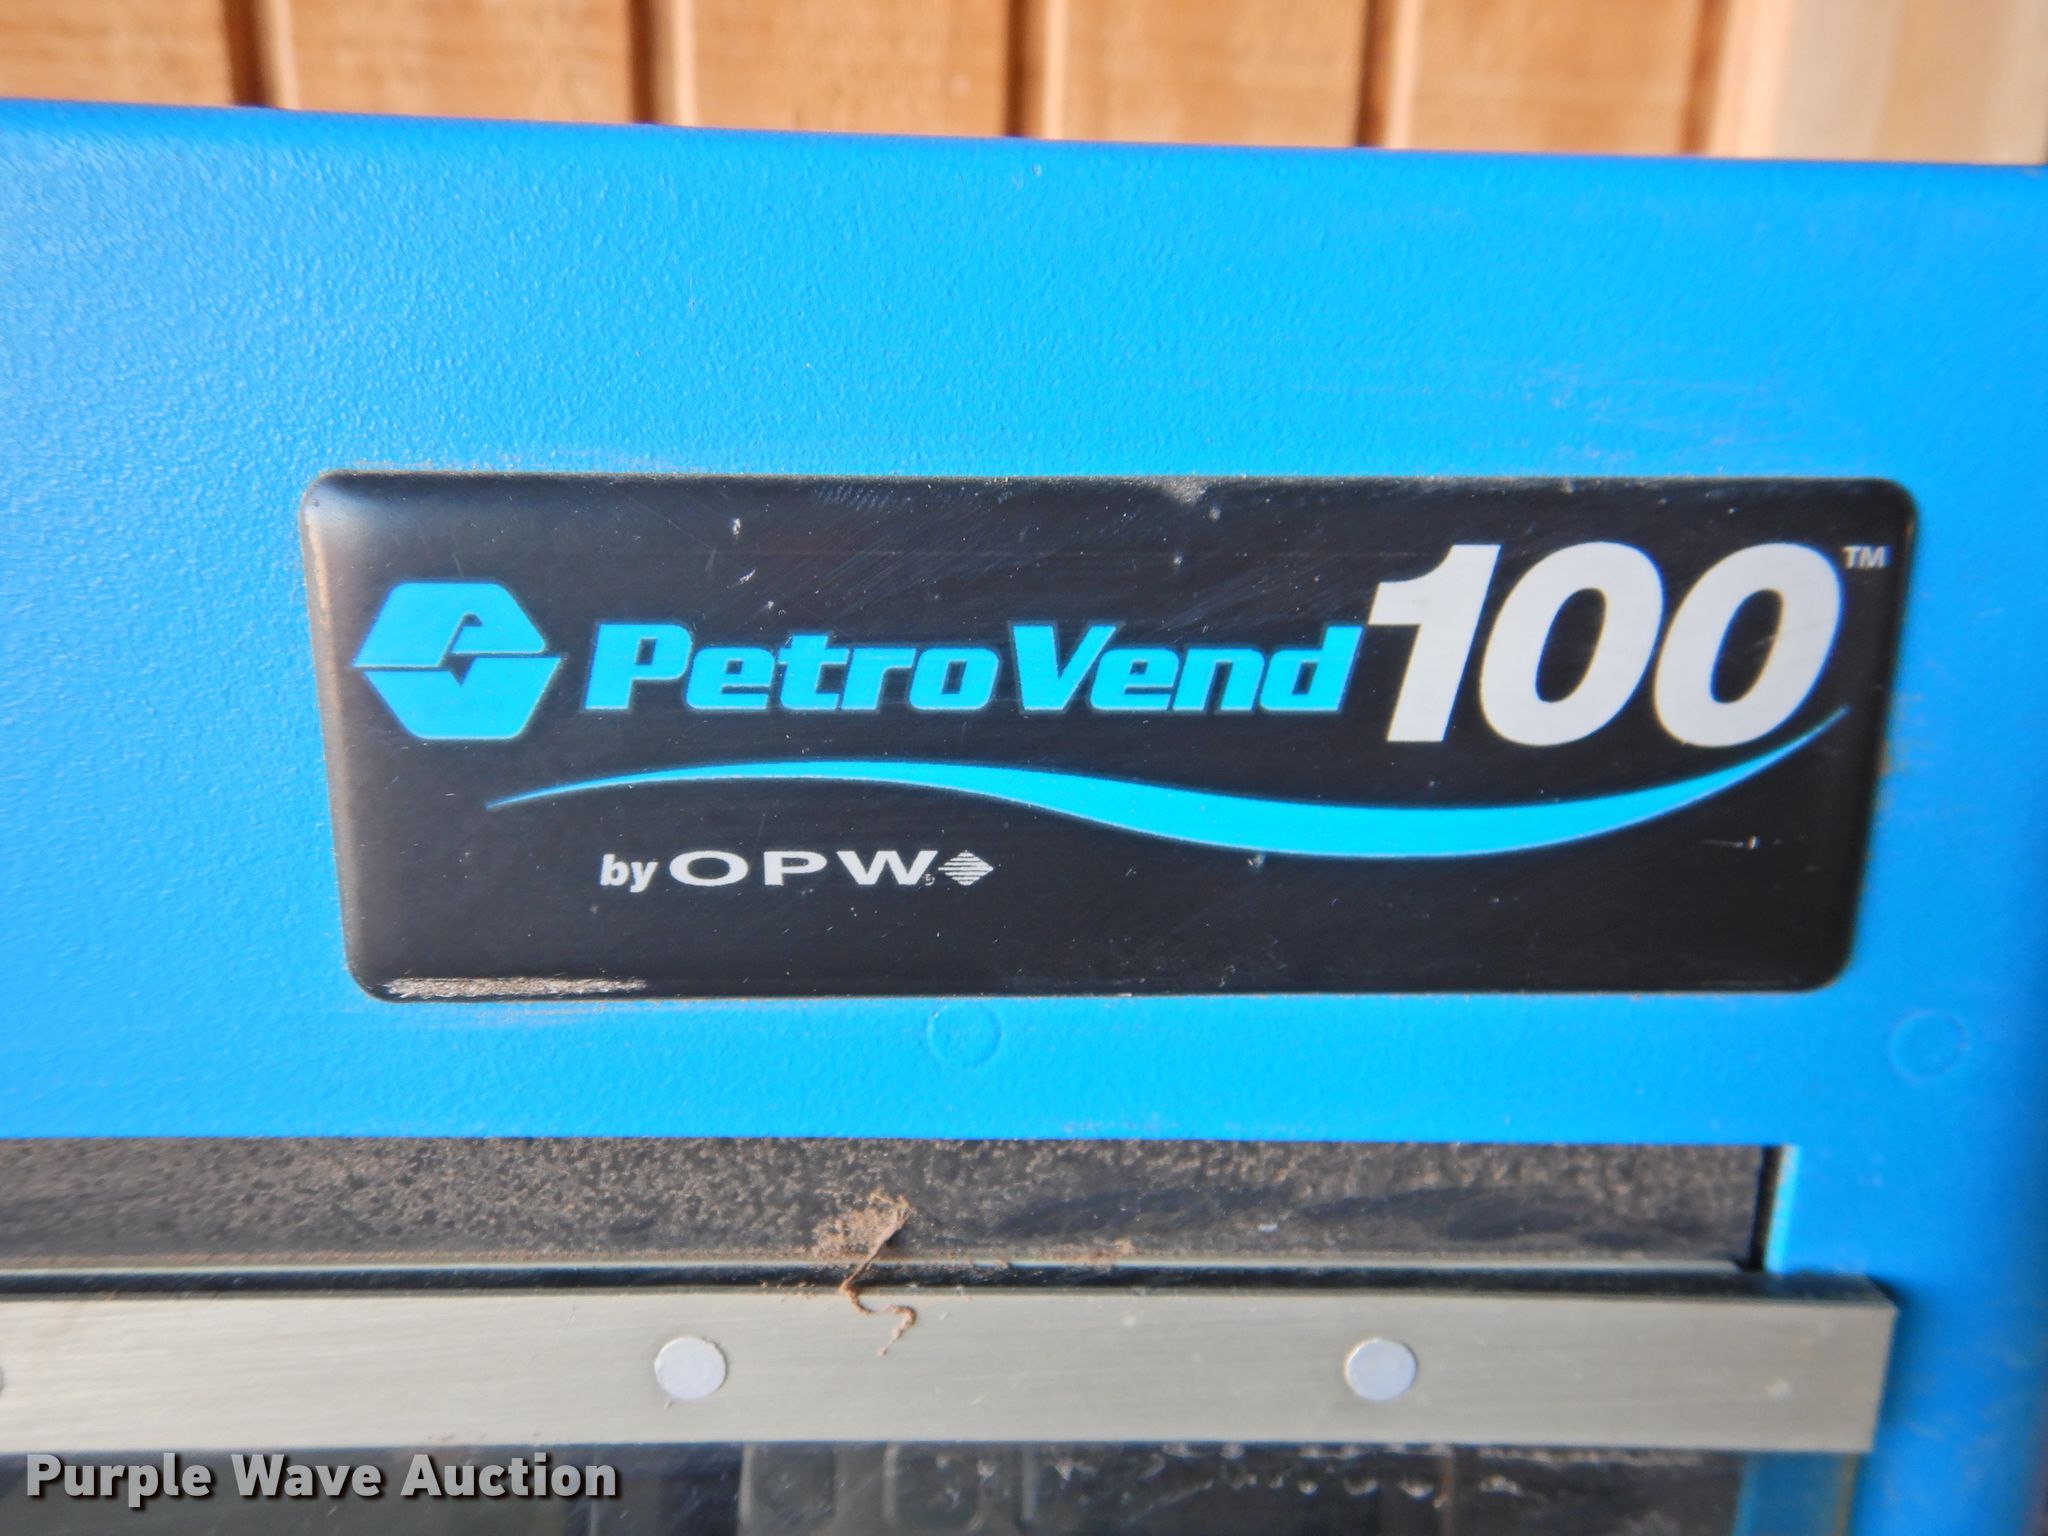 PetroVend100™
by OPW
Purple Wave Auction